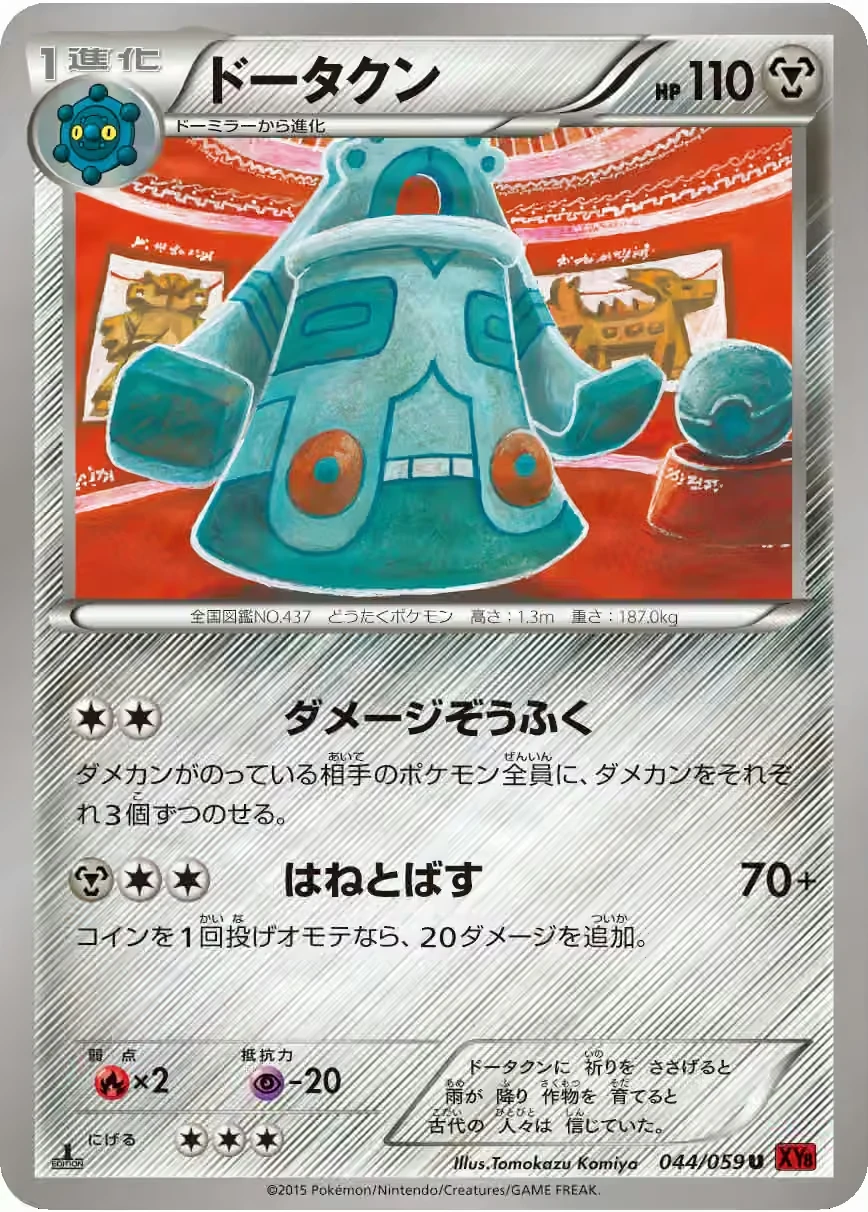 1進化
ドータクン
HP 110
ドーミラーから進化
全国図鑑NO.437 どうたくポケモン 高さ：1.3m 重さ：187.0kg
ダメージぞうふく
ダメカンがのっている相手のポケモン全員に、ダメカンをそれぞ
れ3個ずつのせる。
はねとばす 70+
コインを1回投げオモテなら、20ダメージを追加。
弱点 抵抗力
×2 -20
にげる
ドータクンに 祈りを ささげると
雨が 降り 作物を 育てると
古代の 人々は 信じていた。
1 EDITION
Illus.Tomokazu Komiya 044/059 U XY8
©2015 Pokémon/Nintendo/Creatures/GAME FREAK.